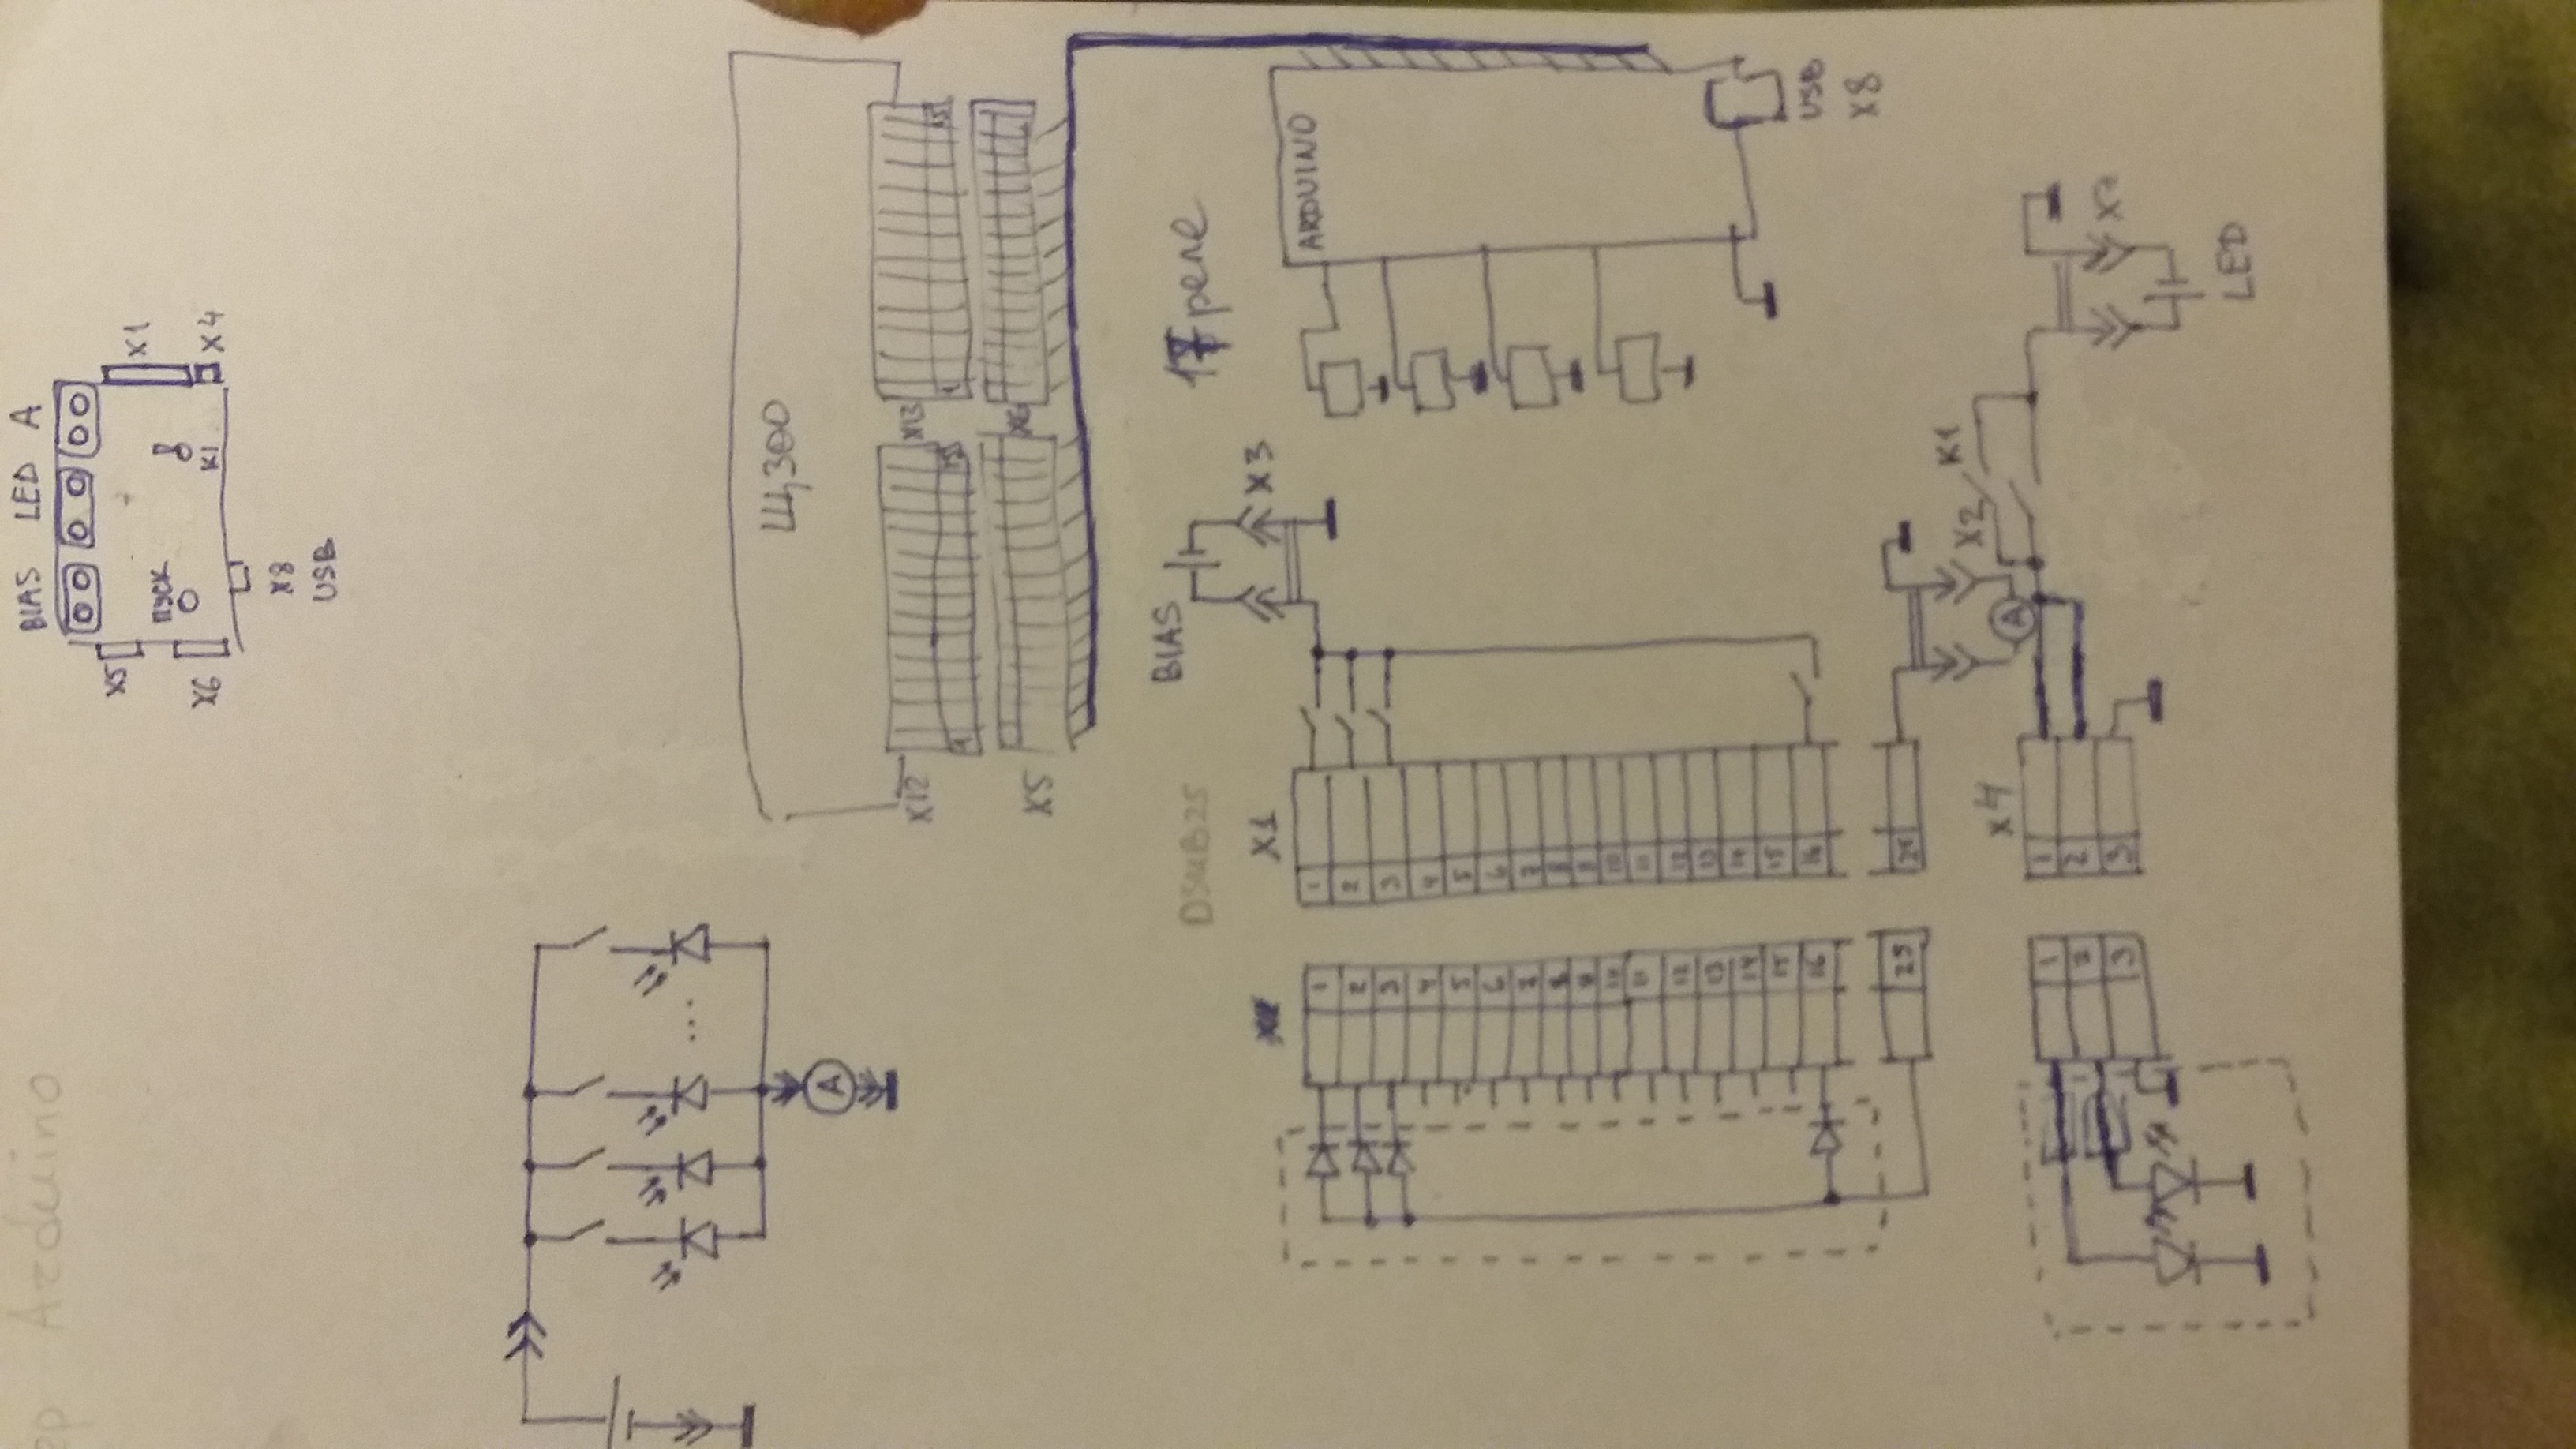 Arduino
BIAS LED A
X5
X1
ПУСК
X6
K1
X4
X8
USB
A
Щ300
X12
X13
1
15
1
15
X5
X6
BIAS
17 реле
DSUB25
X3
X1
ARDUINO
1
2
3
4
5
6
7
8
9
10
11
12
13
14
15
16
25
1
2
3
4
5
6
7
8
9
10
11
12
13
14
15
16
25
USB
X8
X2
K1
A
X4
1
2
3
1
2
3
X7
LED